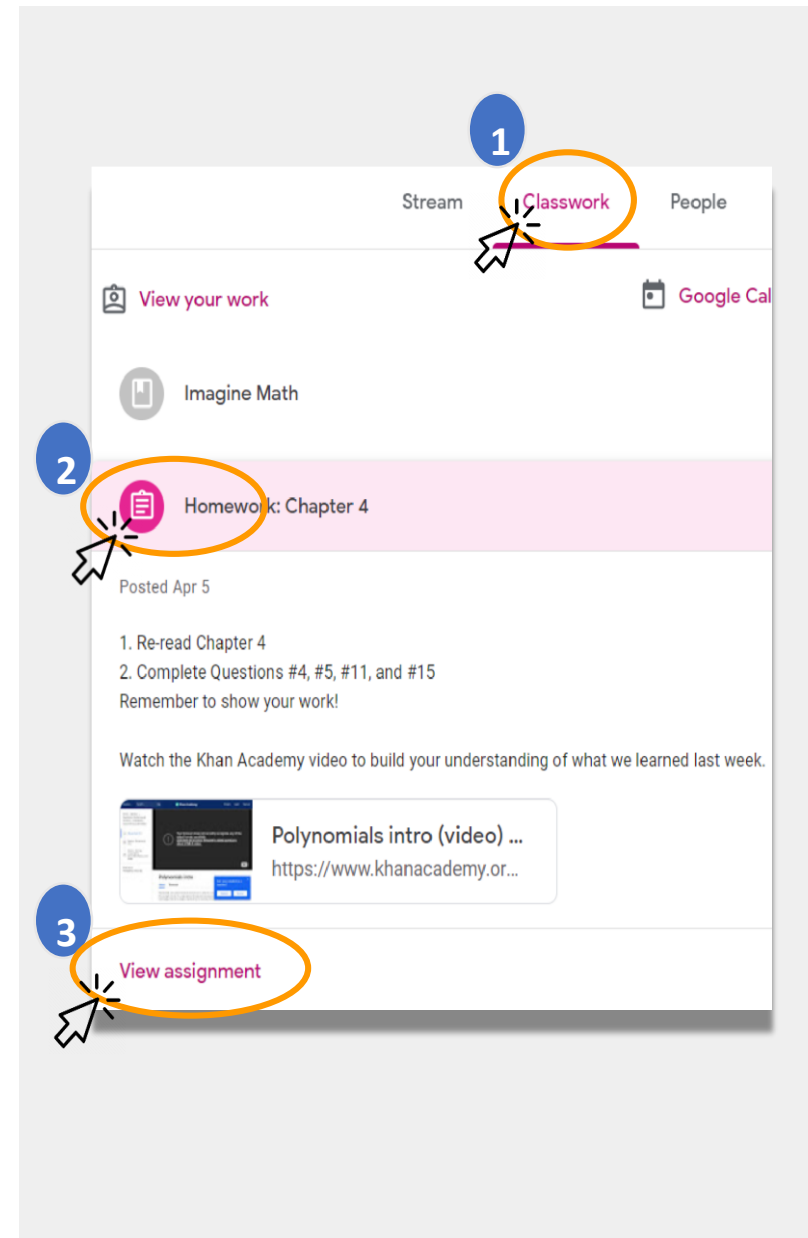 1
Stream Classwork People
View your work Google Cal
Imagine Math
2
Homework: Chapter 4
Posted Apr 5
1. Re-read Chapter 4
2. Complete Questions #4, #5, #11, and #15
Remember to show your work!
Watch the Khan Academy video to build your understanding of what we learned last week.
Polynomials intro (video) ...
https://www.khanacademy.or...
3
View assignment